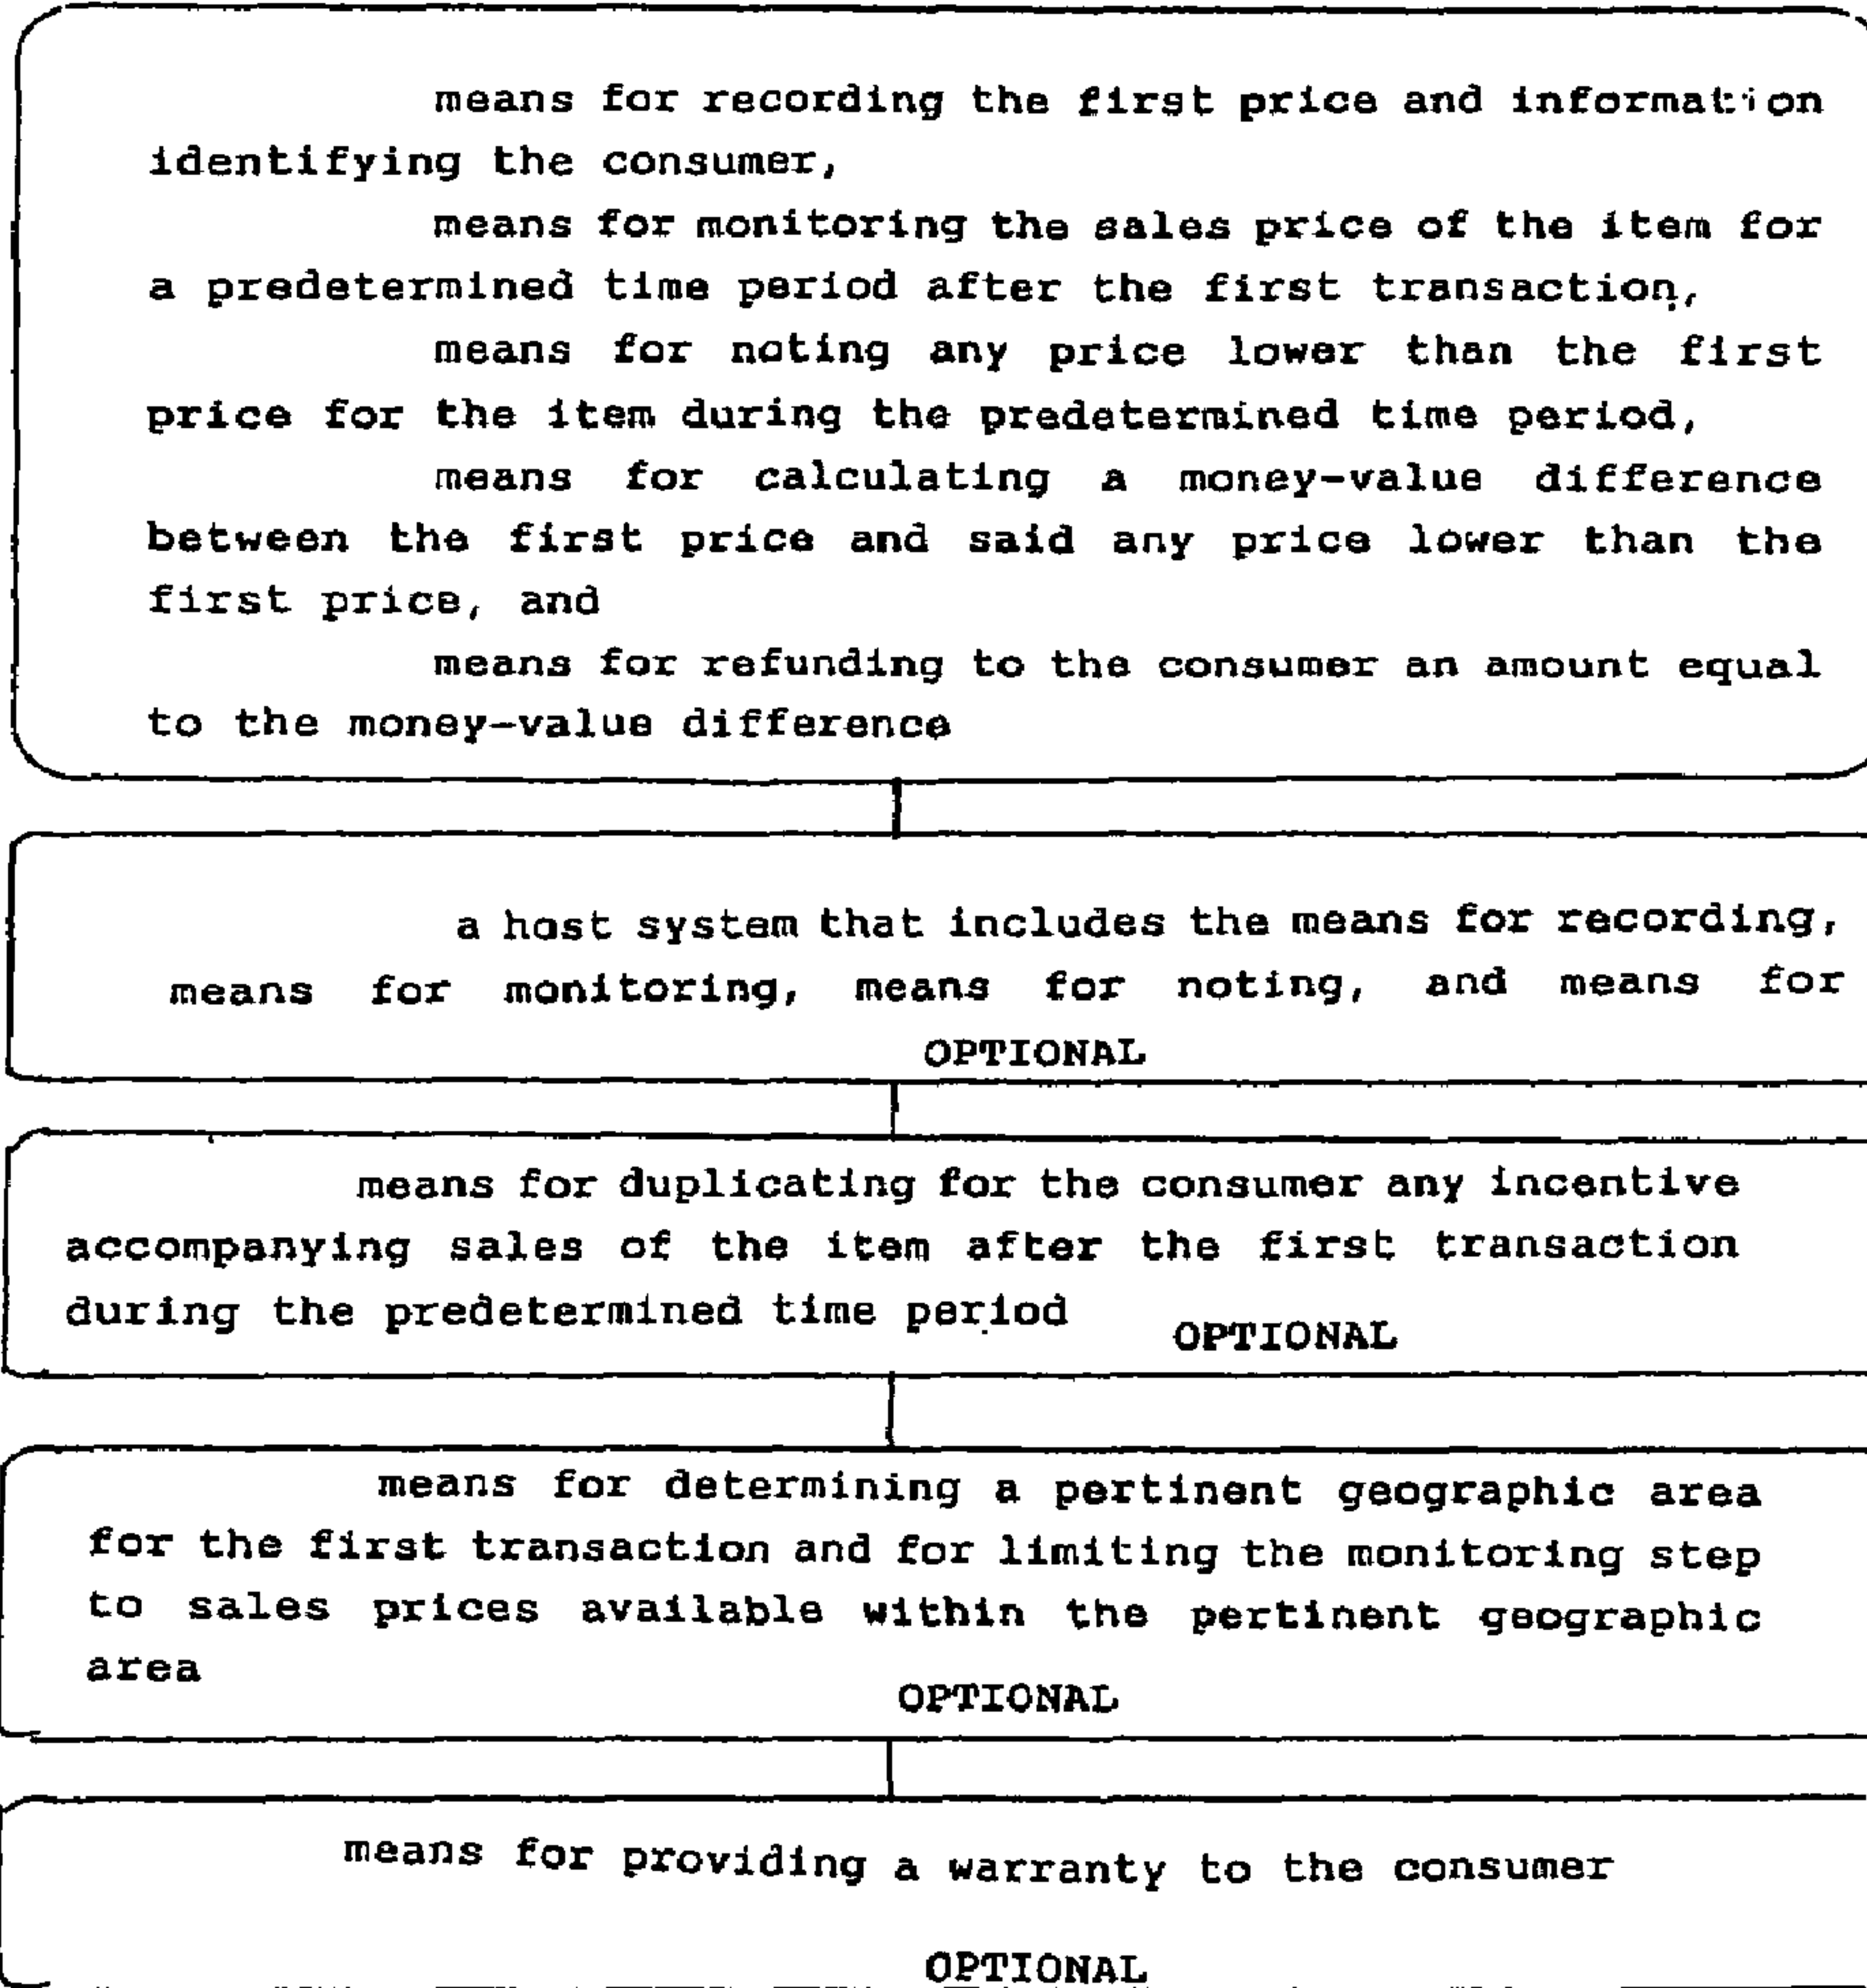 means for recording the first price and information
identifying the consumer,
means for monitoring the sales price of the item for
a predetermined time period after the first transaction,
means for noting any price lower than the first
price for the item during the predetermined time period,
means for calculating a money-value difference
between the first price and said any price lower than the
first price, and
means for refunding to the consumer an amount equal
to the money-value difference
a host system that includes the means for recording,
means for monitoring, means for noting, and means for
OPTIONAL
means for duplicating for the consumer any incentive
accompanying sales of the item after the first transaction
during the predetermined time period
OPTIONAL
means for determining a pertinent geographic area
for the first transaction and for limiting the monitoring step
to sales prices available within the pertinent geographic
area
OPTIONAL
means for providing a warranty to the consumer
OPTIONAL